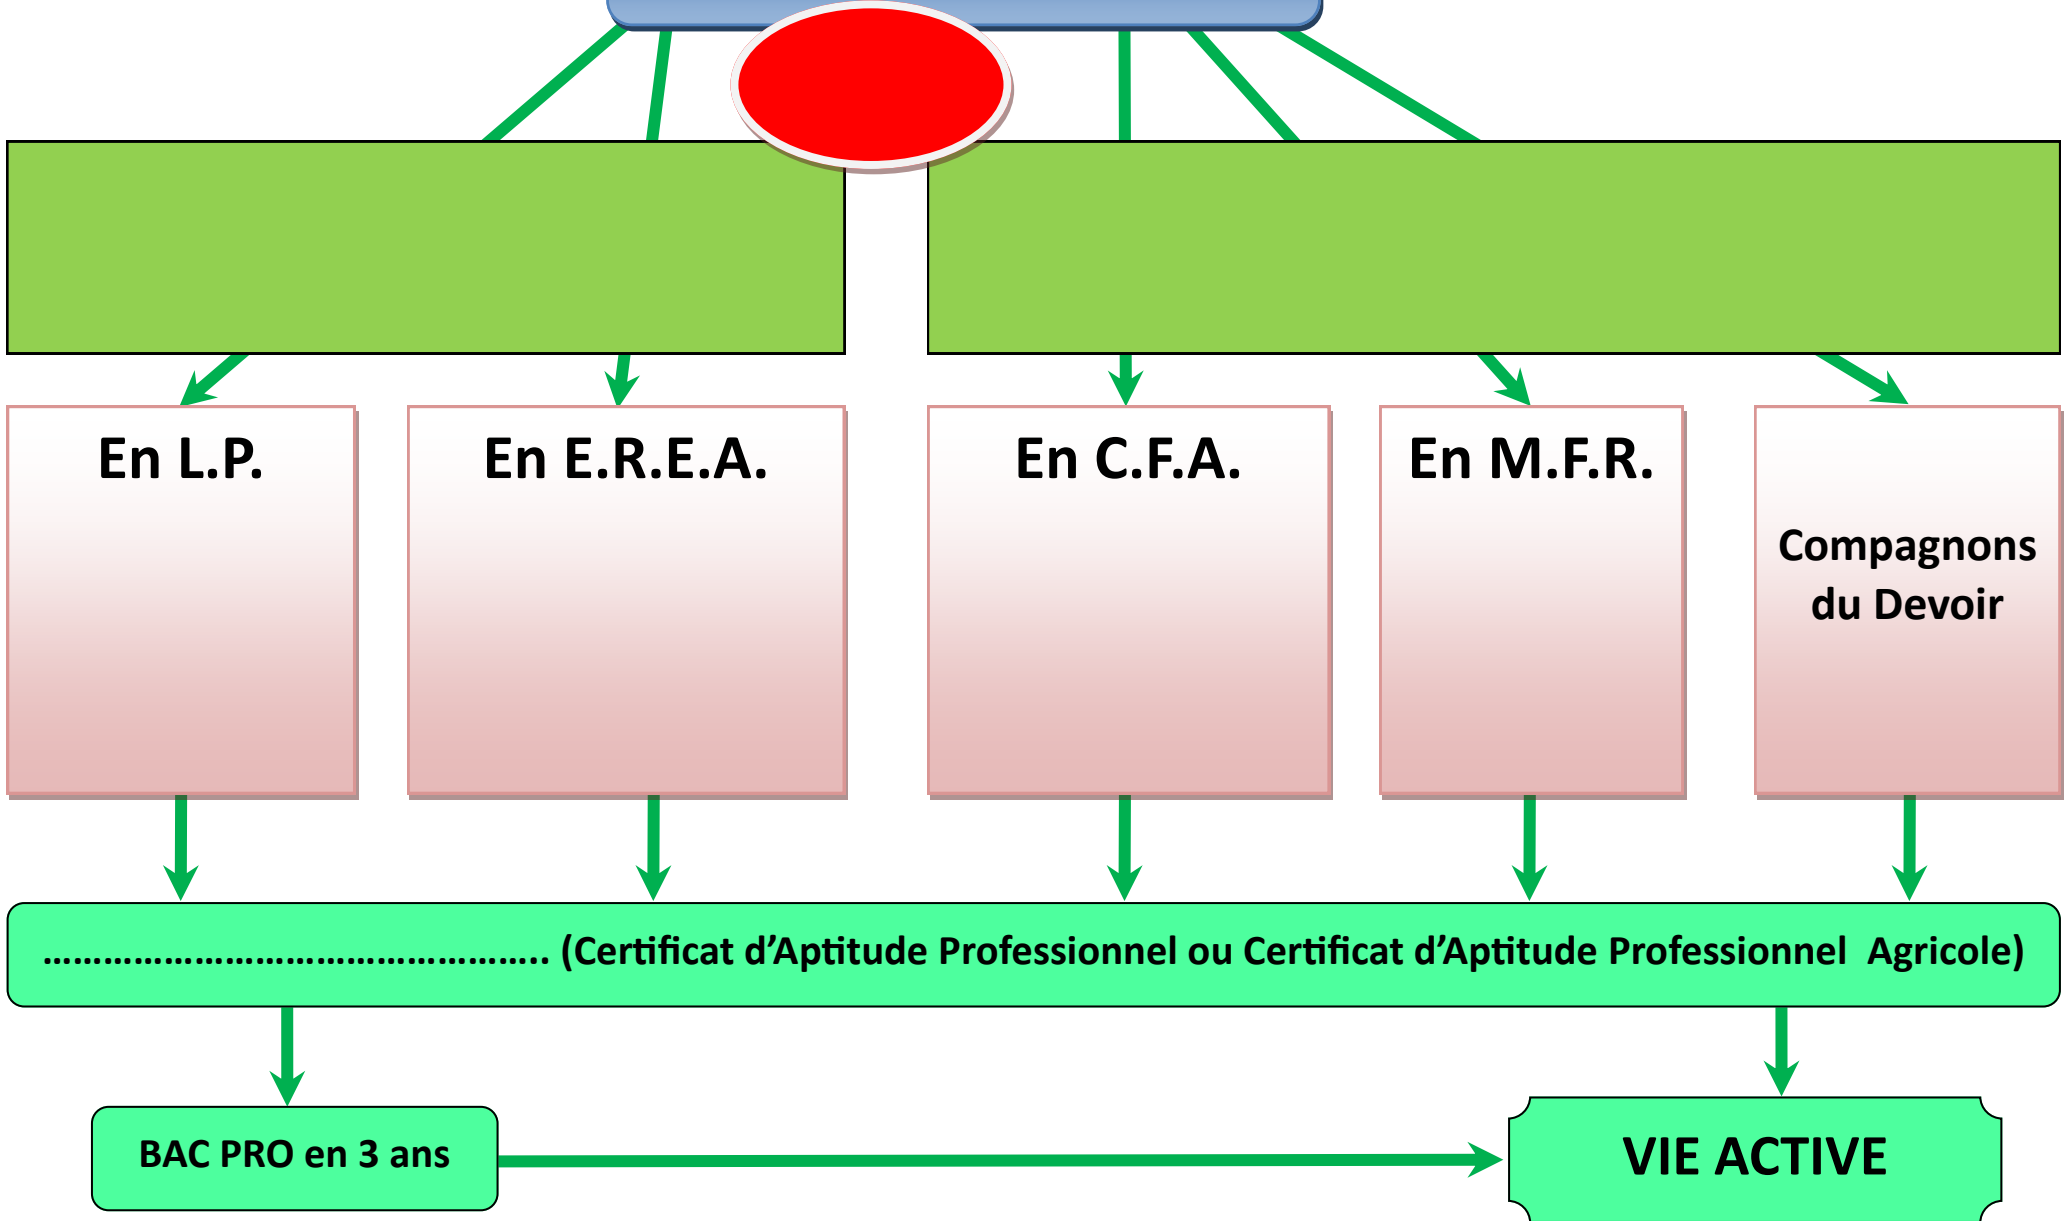 En L.P.
En E.R.E.A.
En C.F.A.
En M.F.R.
Compagnons
du Devoir
…………………………………………….. (Certificat d’Aptitude Professionnel ou Certificat d’Aptitude Professionnel  Agricole)
BAC PRO en 3 ans
VIE ACTIVE